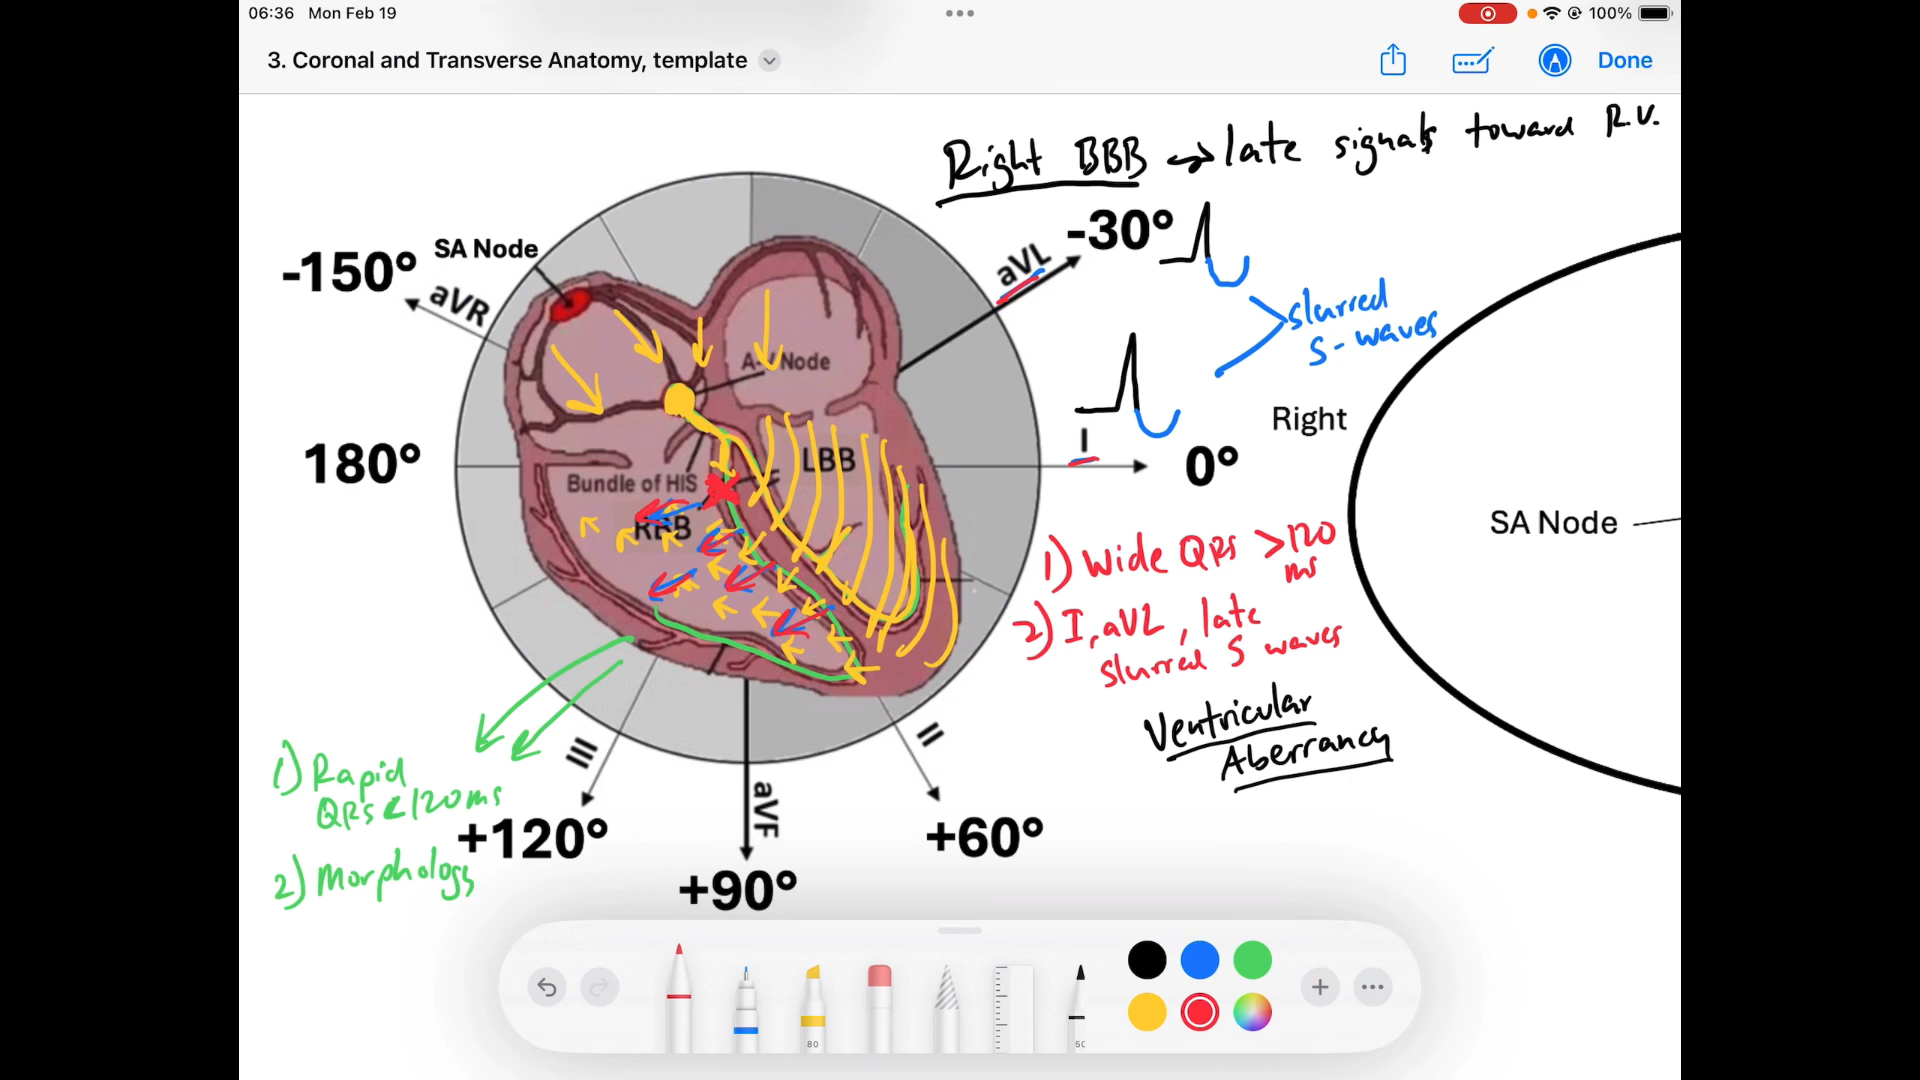 06:36 Mon Feb 19
100%
3. Coronal and Transverse Anatomy, template
Done
Right BBB → late signals toward R.V.
-30°
aVL
SA Node
-150°
aVR
slurred
S-waves
A-V Node
I
Right
180°
LBB
0°
Bundle of HIS
RBB
SA Node
1) Wide QRS >120
ms
2) I, aVL, late
slurred S waves
Ventricular
Aberrancy
1) Rapid
QRS <120ms
2) Morphology
III
+120°
aVF
+90°
II
+60°
80
50